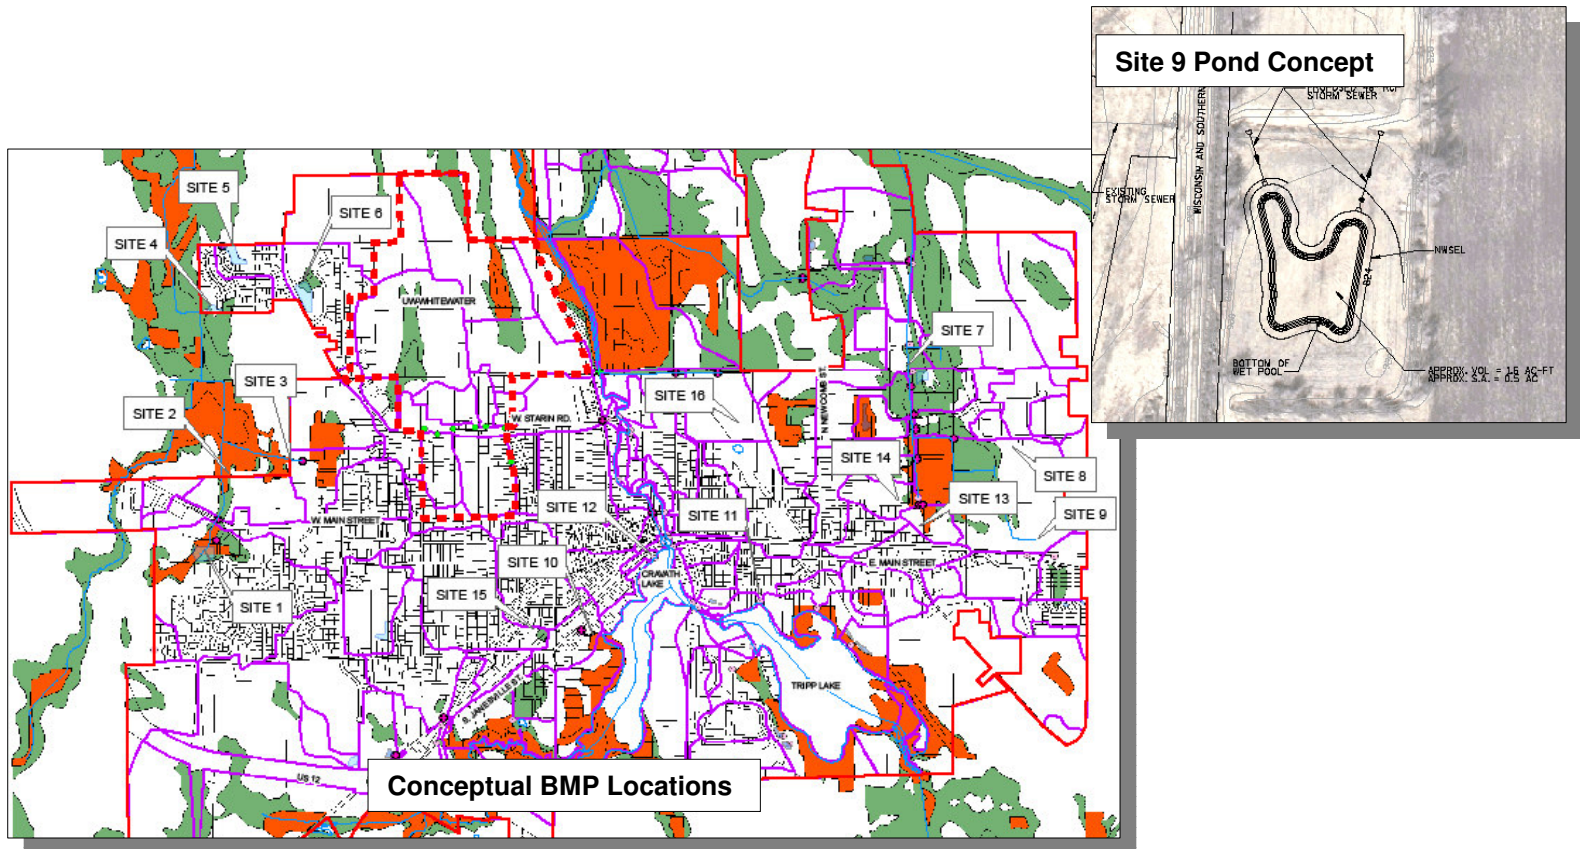 Site 9 Pond Concept
STORM SEWER
WISCONSIN AND SOUTHERN
EXISTING
STORM SEWER
NWSEL
824
BOTTOM OF
WET POOL
APPROX. VOL = 1.6 AC-FT
APPROX. S.A. = 0.5 AC
SITE 5
SITE 6
SITE 4
UW-WHITEWATER
SITE 7
SITE 3
SITE 16
N NEWCOMB ST.
SITE 2
W. STARIN RD.
SITE 14
SITE 8
SITE 13
SITE 12
SITE 11
SITE 9
W. MAIN STREET
SITE 10
E. MAIN STREET
CRAVATH
LAKE
SITE 15
SITE 1
TRIPP LAKE
S. JANESVILLE ST.
US 12
Conceptual BMP Locations